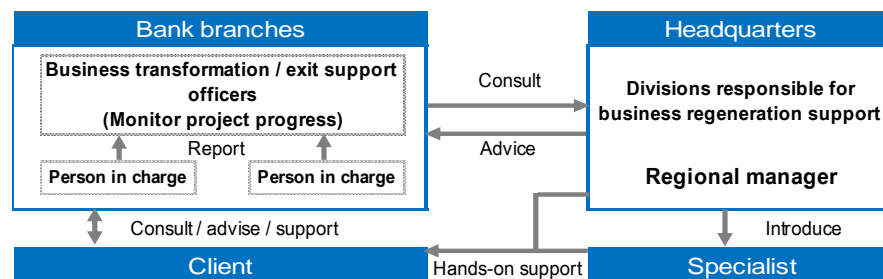 Bank branches
Headquarters
Business transformation / exit support
officers
(Monitor project progress)
Consult
Divisions responsible for
business regeneration support
Report
Advice
Person in charge
Person in charge
Regional manager
Consult / advise / support
Introduce
Client
Hands-on support
Specialist